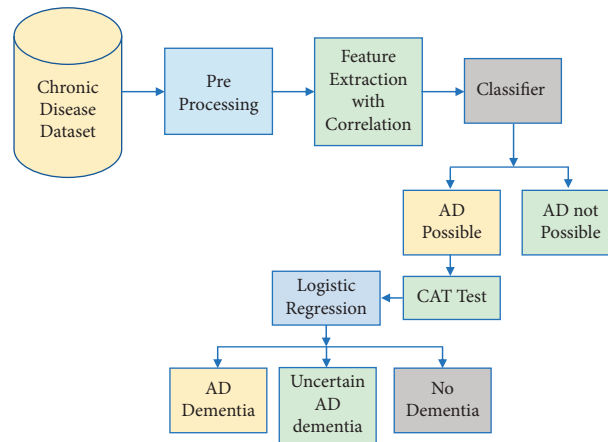 Chronic
Disease
Dataset
Pre
Processing
Feature
Extraction
with
Correlation
Classifier
AD
Possible
AD not
Possible
Logistic
Regression
CAT Test
AD
Dementia
Uncertain
AD
dementia
No
Dementia